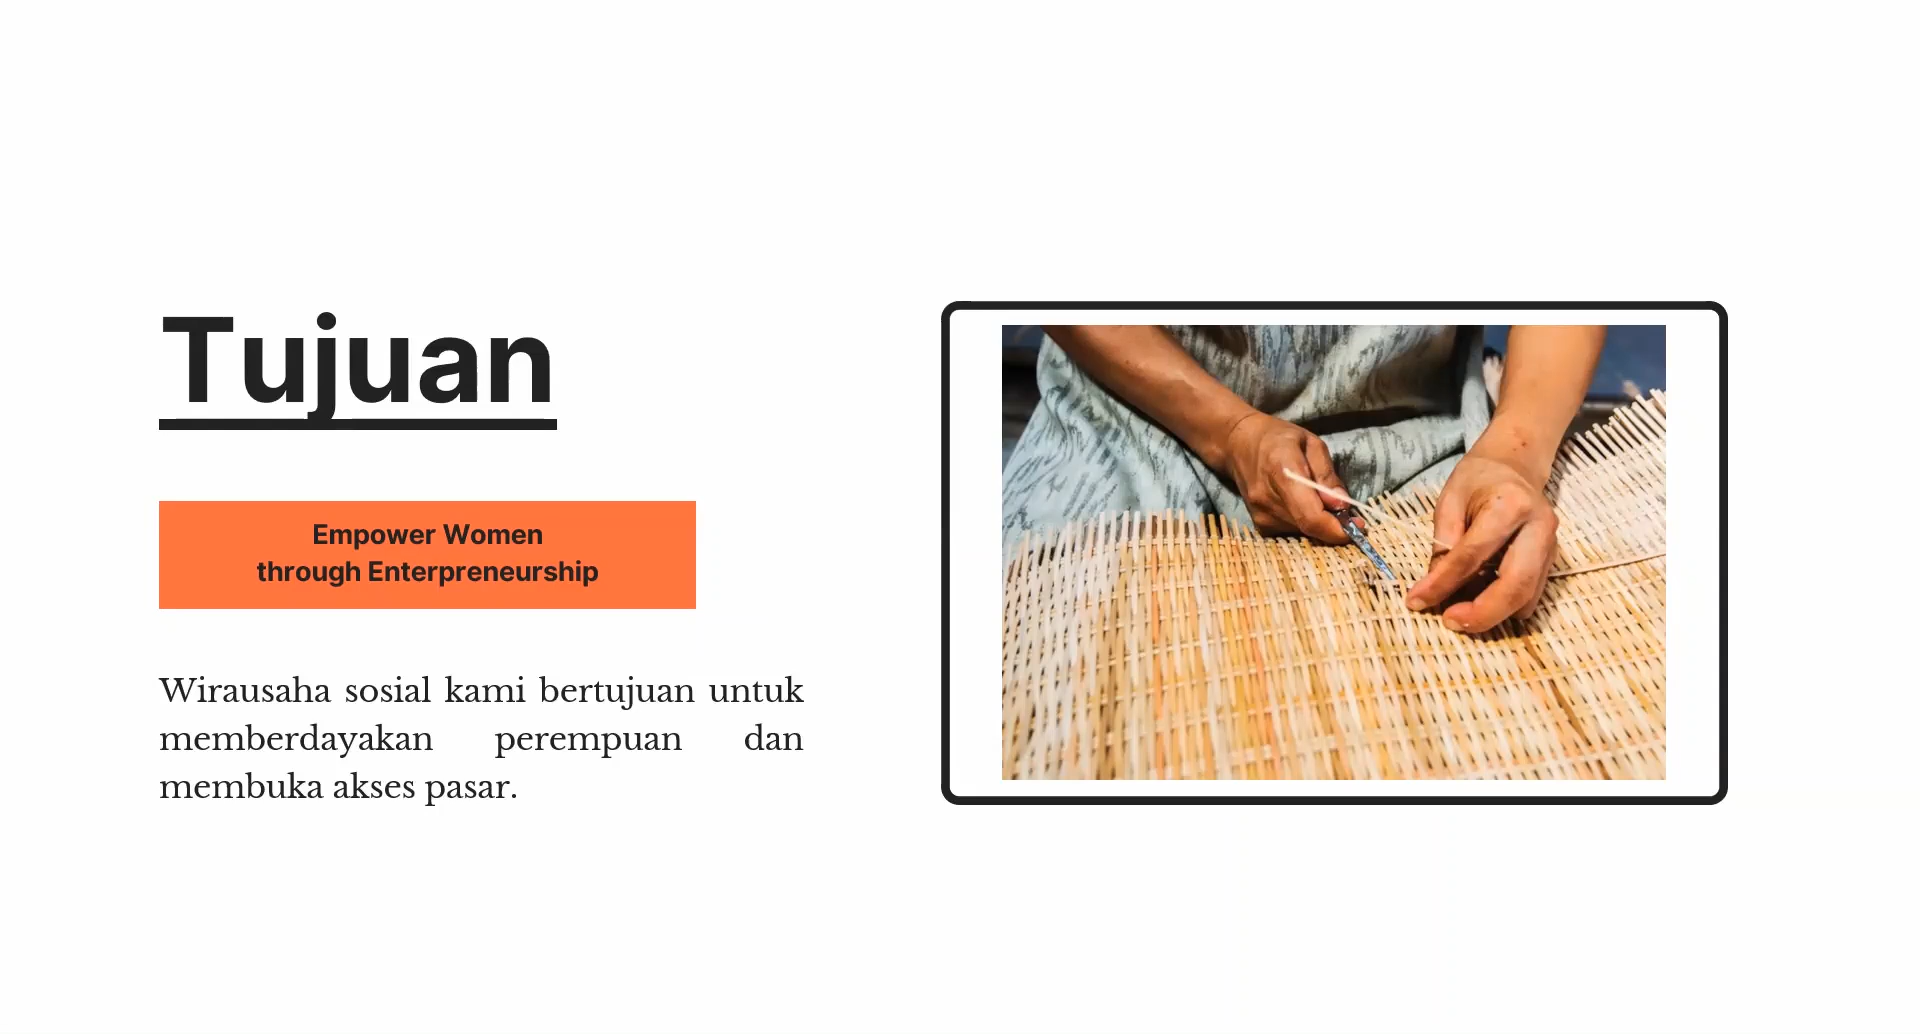 Tujuan
Empower Women
through Enterpreneurship
Wirausaha sosial kami bertujuan untuk
memberdayakan perempuan dan
membuka akses pasar.